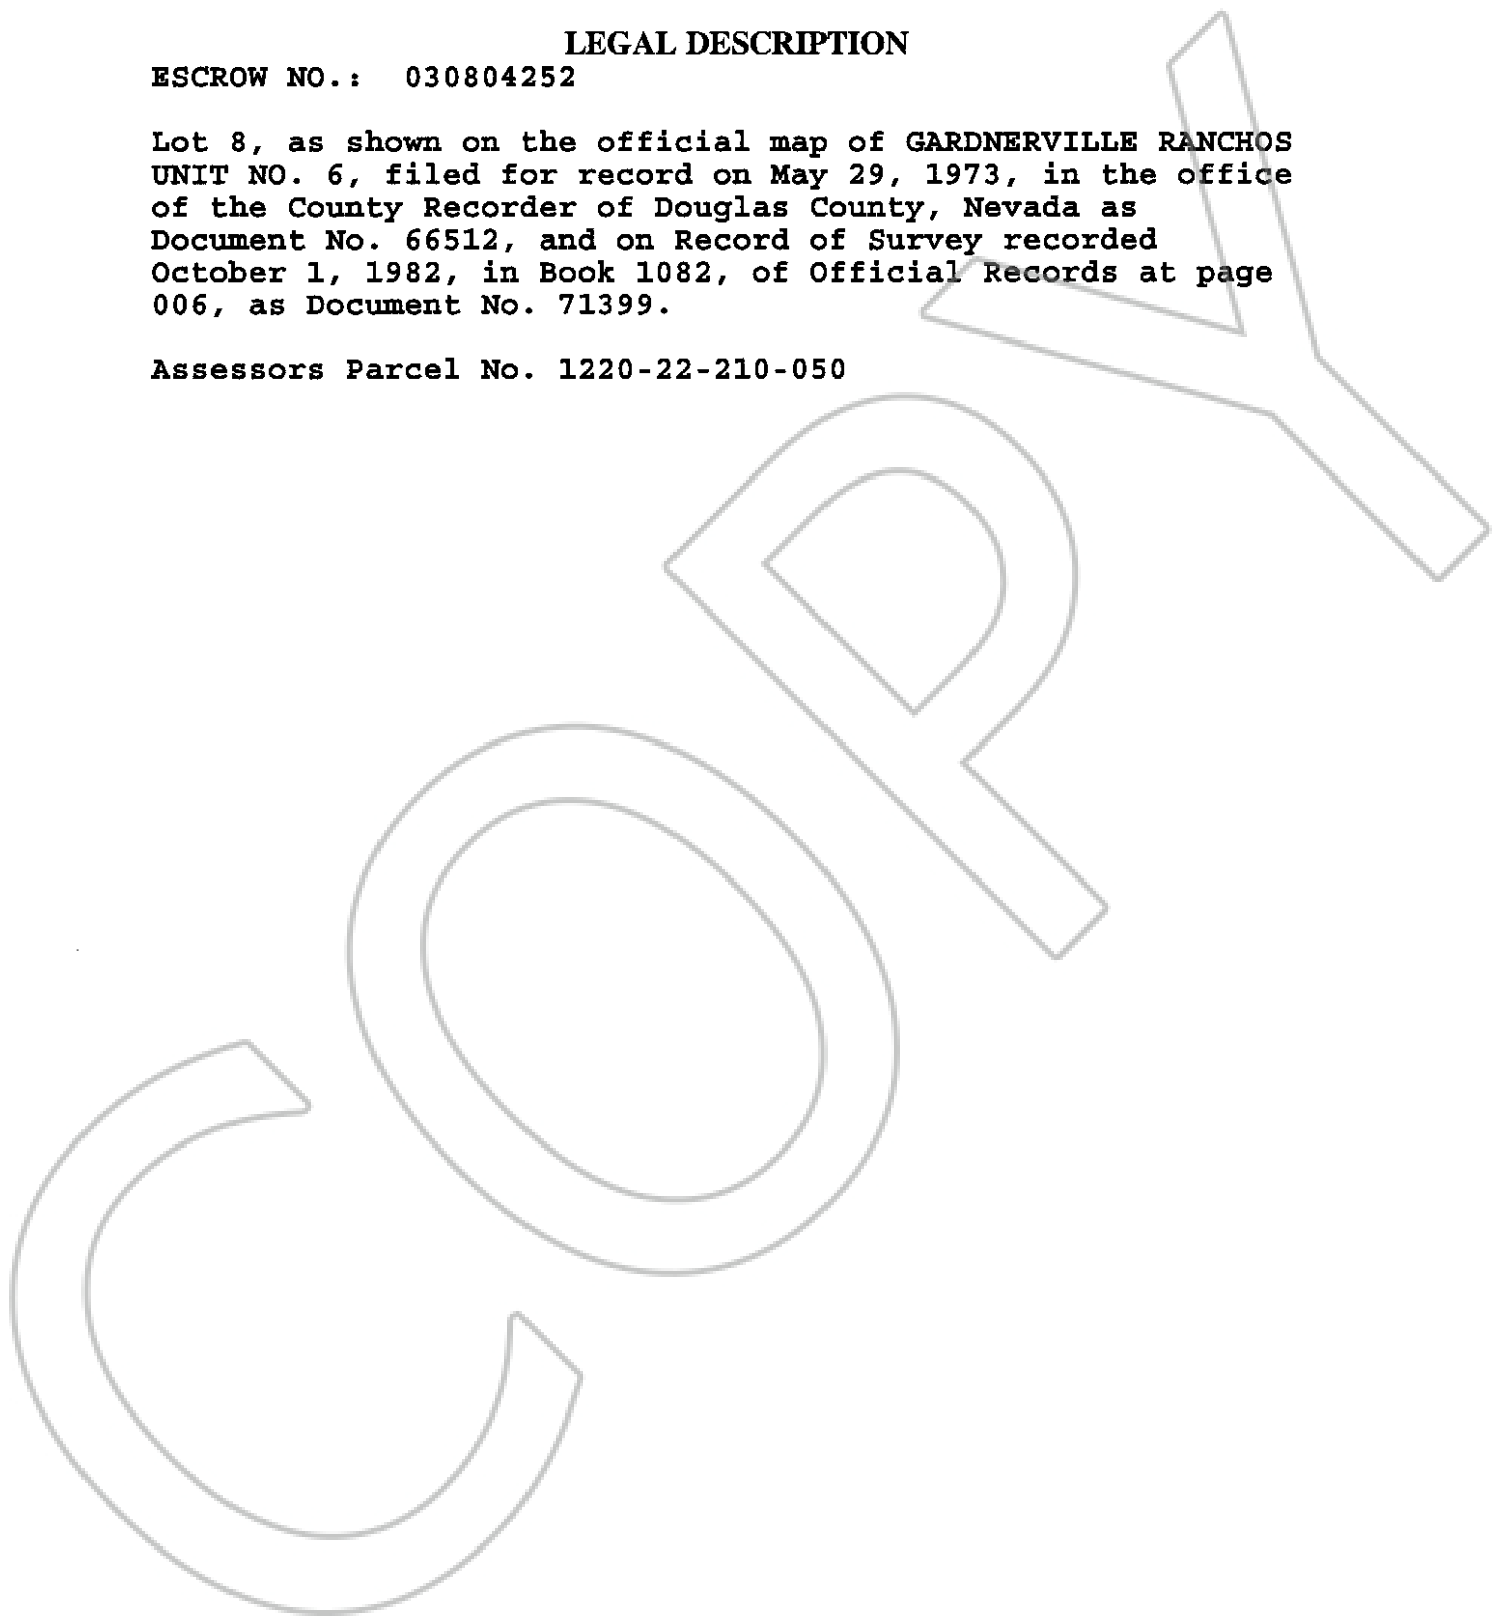 LEGAL DESCRIPTION
ESCROW NO.: 030804252
Lot 8, as shown on the official map of GARDNERVILLE RANCHOS
UNIT NO. 6, filed for record on May 29, 1973, in the office
of the County Recorder of Douglas County, Nevada as
Document No. 66512, and on Record of Survey recorded
October 1, 1982, in Book 1082, of Official Records at page
006, as Document No. 71399.
Assessors Parcel No. 1220-22-210-050
COPY